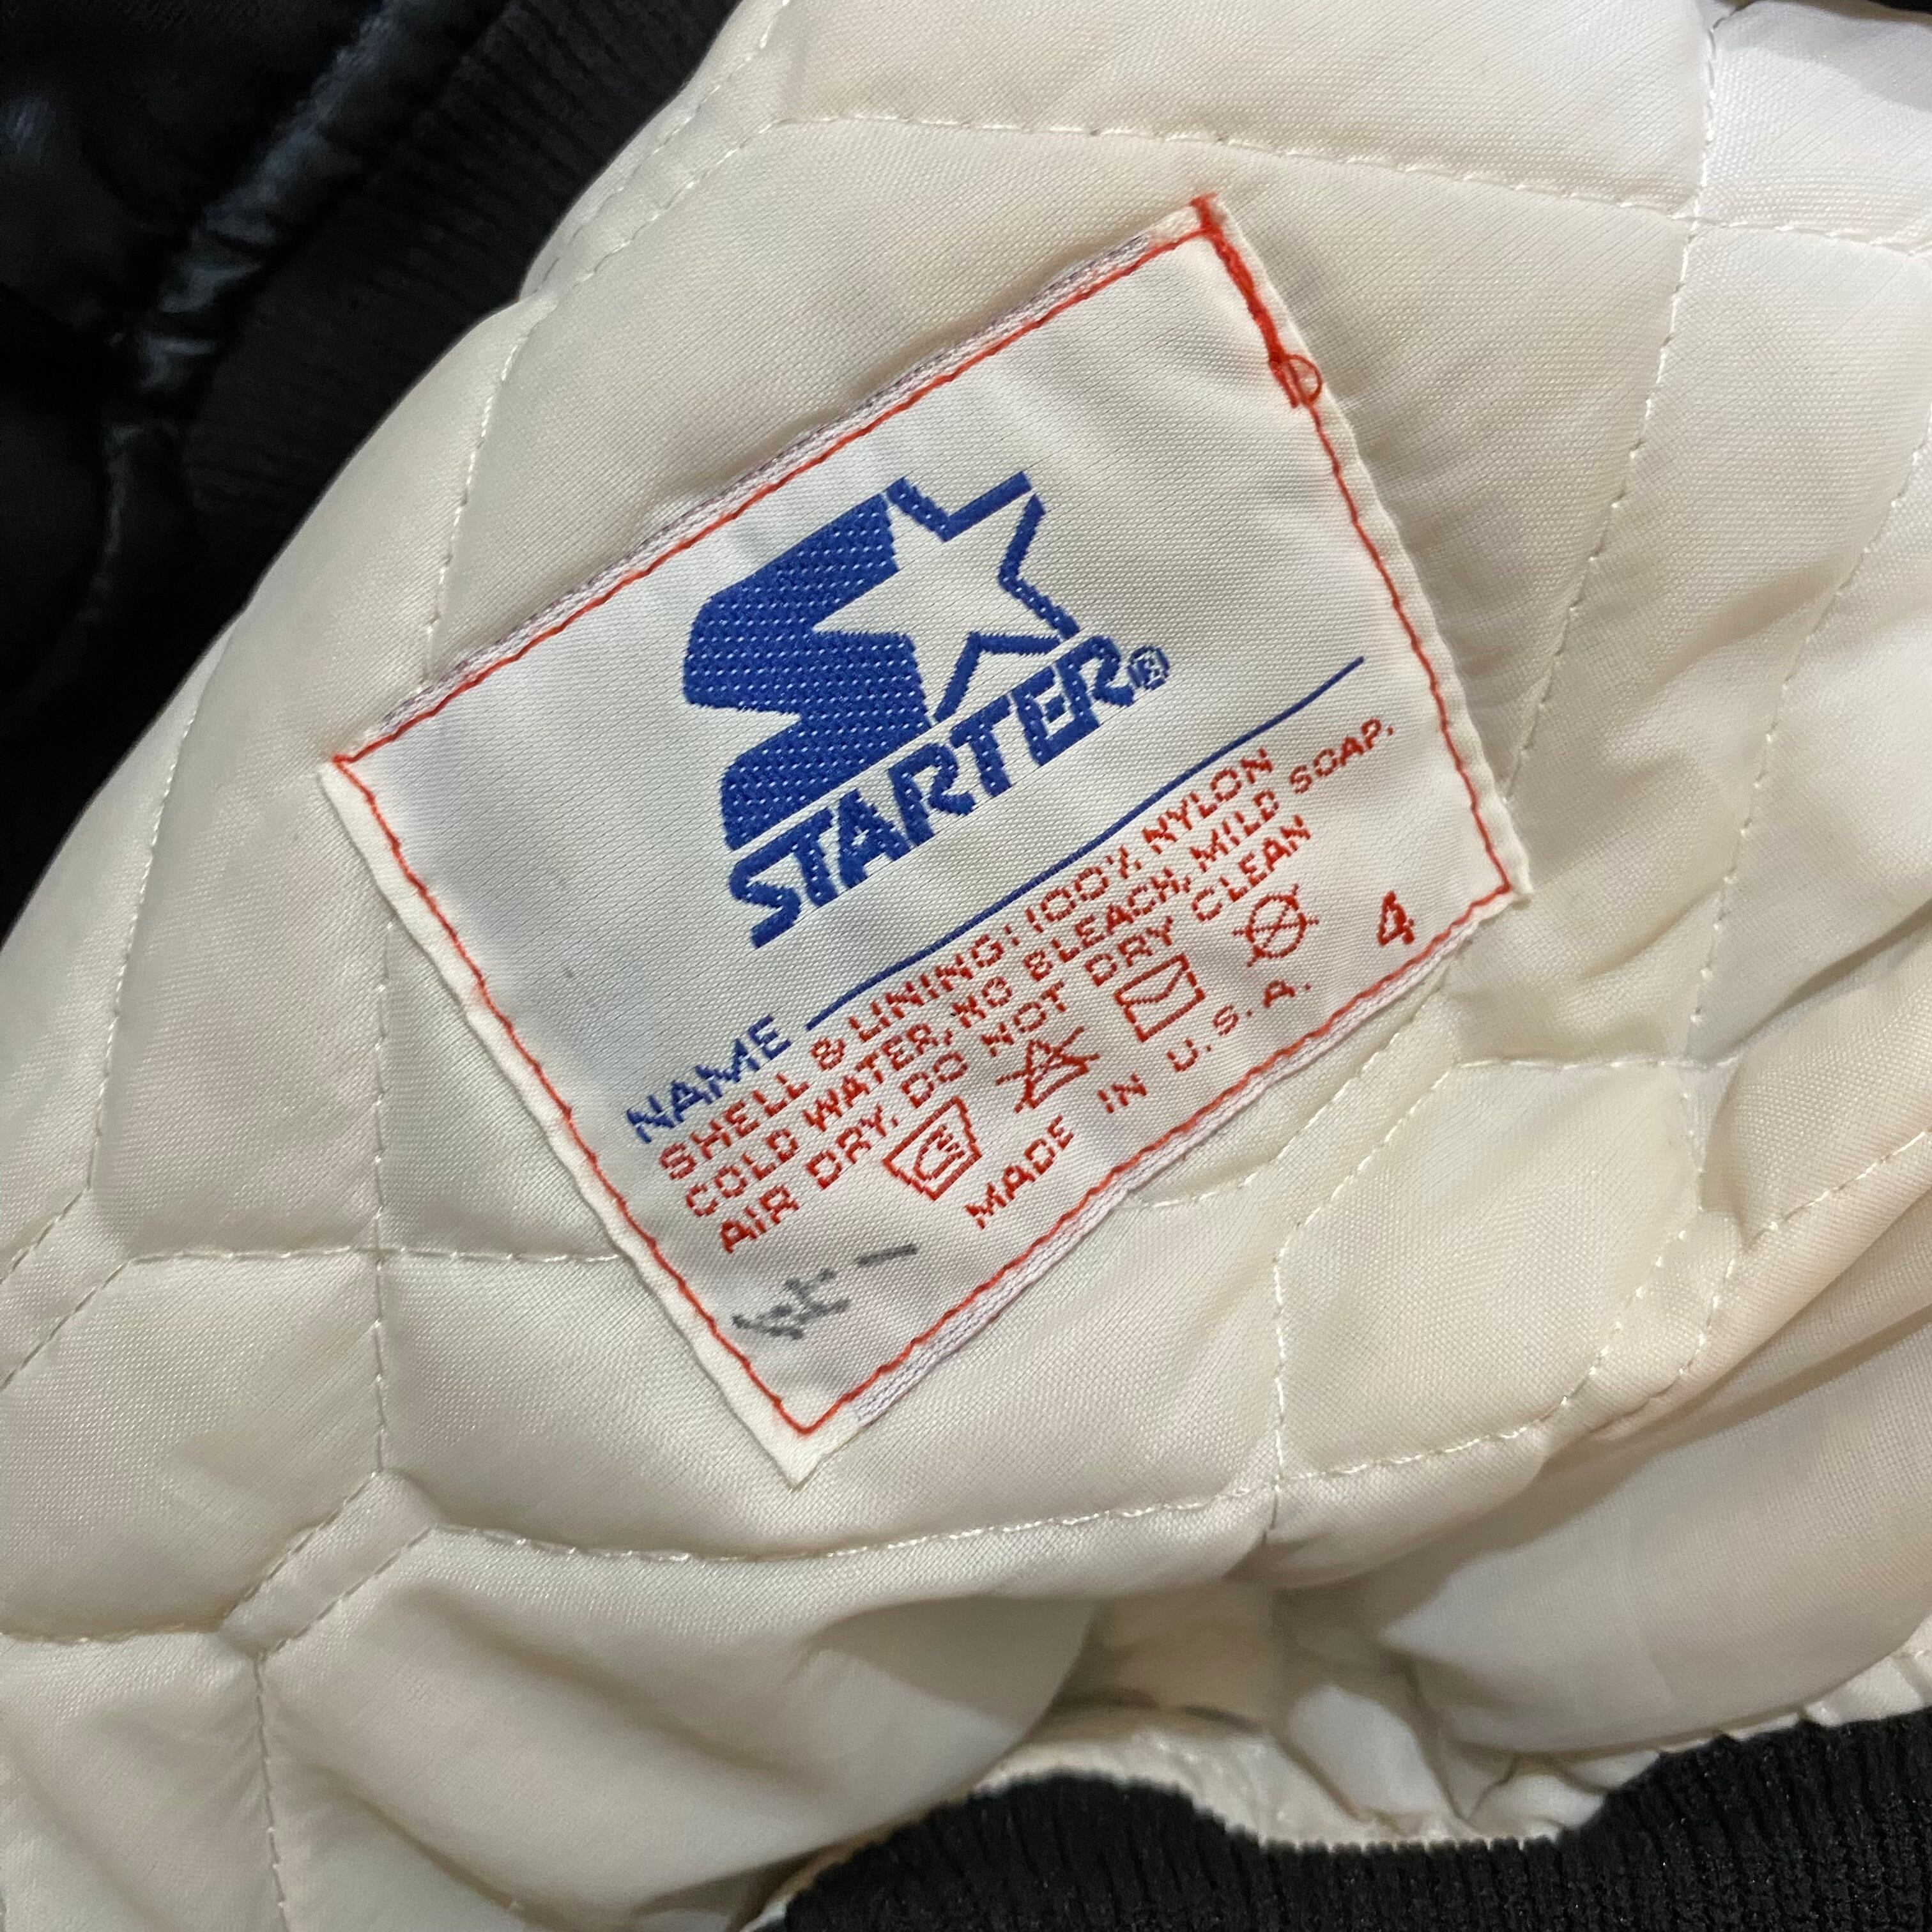 STARTER®
NAME
SHELL & LINING: 100% NYLON
COLD WATER, NO BLEACH, MILD SOAP.
AIR DRY, DO NOT DRY CLEAN
MADE IN U.S.A.
4